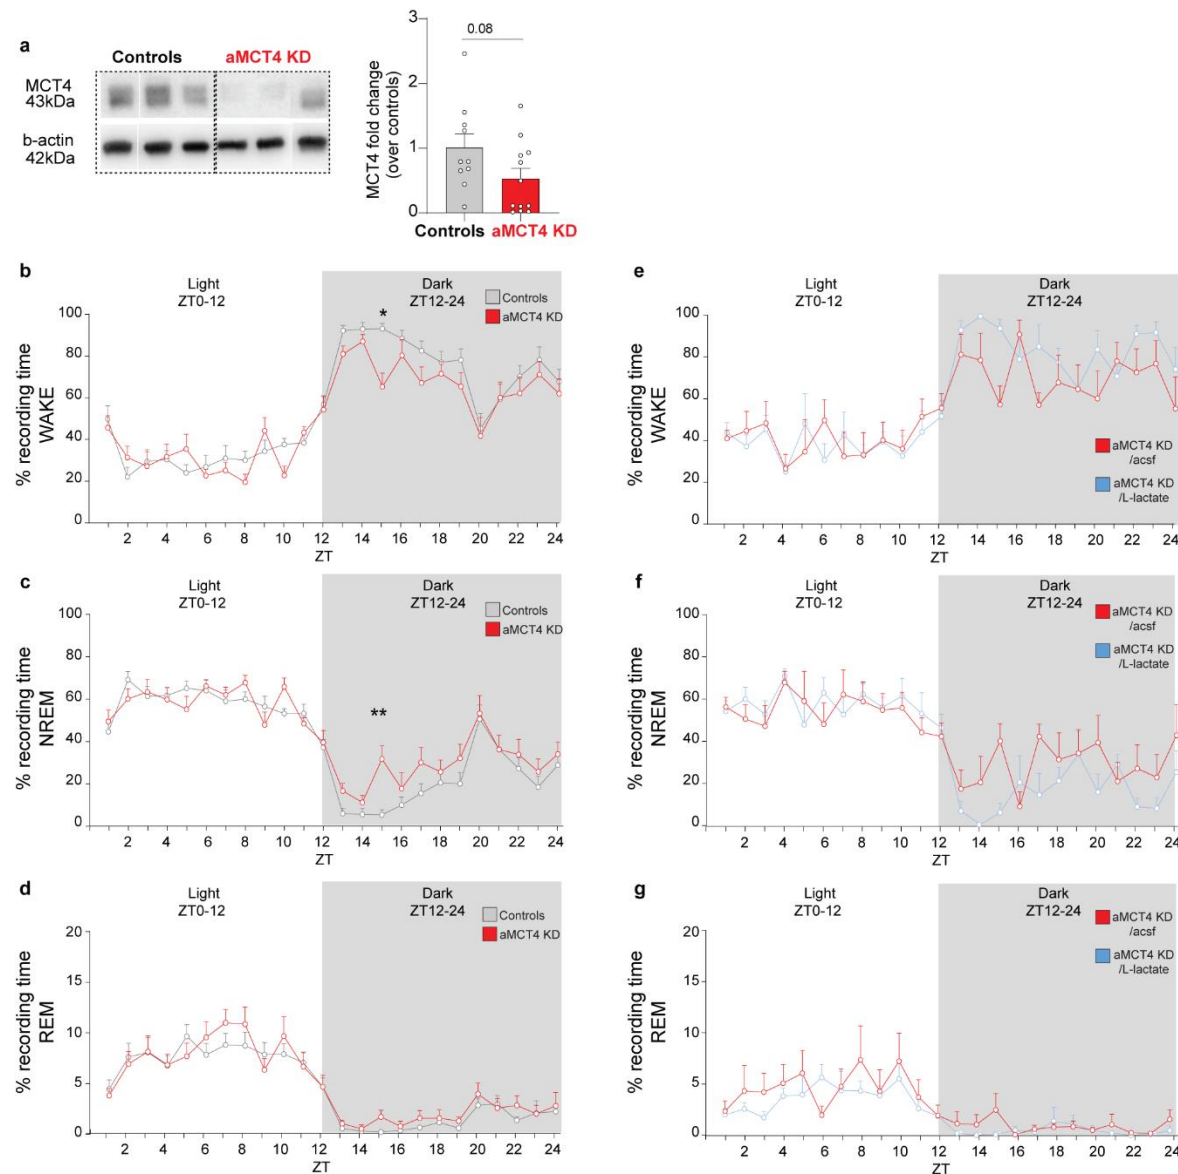 a
Controls
aMCT4 KD
MCT4
43kDa
b-actin
42kDa
MCT4 fold change
(over controls)
3
2
1
0
0.08
Controls
aMCT4 KD
b
Light
ZT0-12
Dark
ZT12-24
Controls
aMCT4 KD
*
% recording time
WAKE
100
80
60
40
20
0
2 4 6 8 10 12 14 16 18 20 22 24
ZT
e
Light
ZT0-12
Dark
ZT12-24
aMCT4 KD
/acsf
aMCT4 KD
/L-lactate
% recording time
WAKE
100
80
60
40
20
0
2 4 6 8 10 12 14 16 18 20 22 24
ZT
c
Light
ZT0-12
Dark
ZT12-24
Controls
aMCT4 KD
**
% recording time
NREM
100
80
60
40
20
0
2 4 6 8 10 12 14 16 18 20 22 24
ZT
f
Light
ZT0-12
Dark
ZT12-24
aMCT4 KD
/acsf
aMCT4 KD
/L-lactate
% recording time
NREM
100
80
60
40
20
0
2 4 6 8 10 12 14 16 18 20 22 24
ZT
d
Light
ZT0-12
Dark
ZT12-24
Controls
aMCT4 KD
% recording time
REM
20
15
10
5
0
2 4 6 8 10 12 14 16 18 20 22 24
ZT
g
Light
ZT0-12
Dark
ZT12-24
aMCT4 KD
/acsf
aMCT4 KD
/L-lactate
% recording time
REM
20
15
10
5
0
2 4 6 8 10 12 14 16 18 20 22 24
ZT